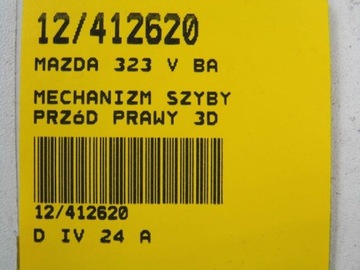 12/412620
MAZDA 323 V BA
MECHANIZM SZYBY
PRZÓD PRAWY 3D
12/412620
D IV 24 A